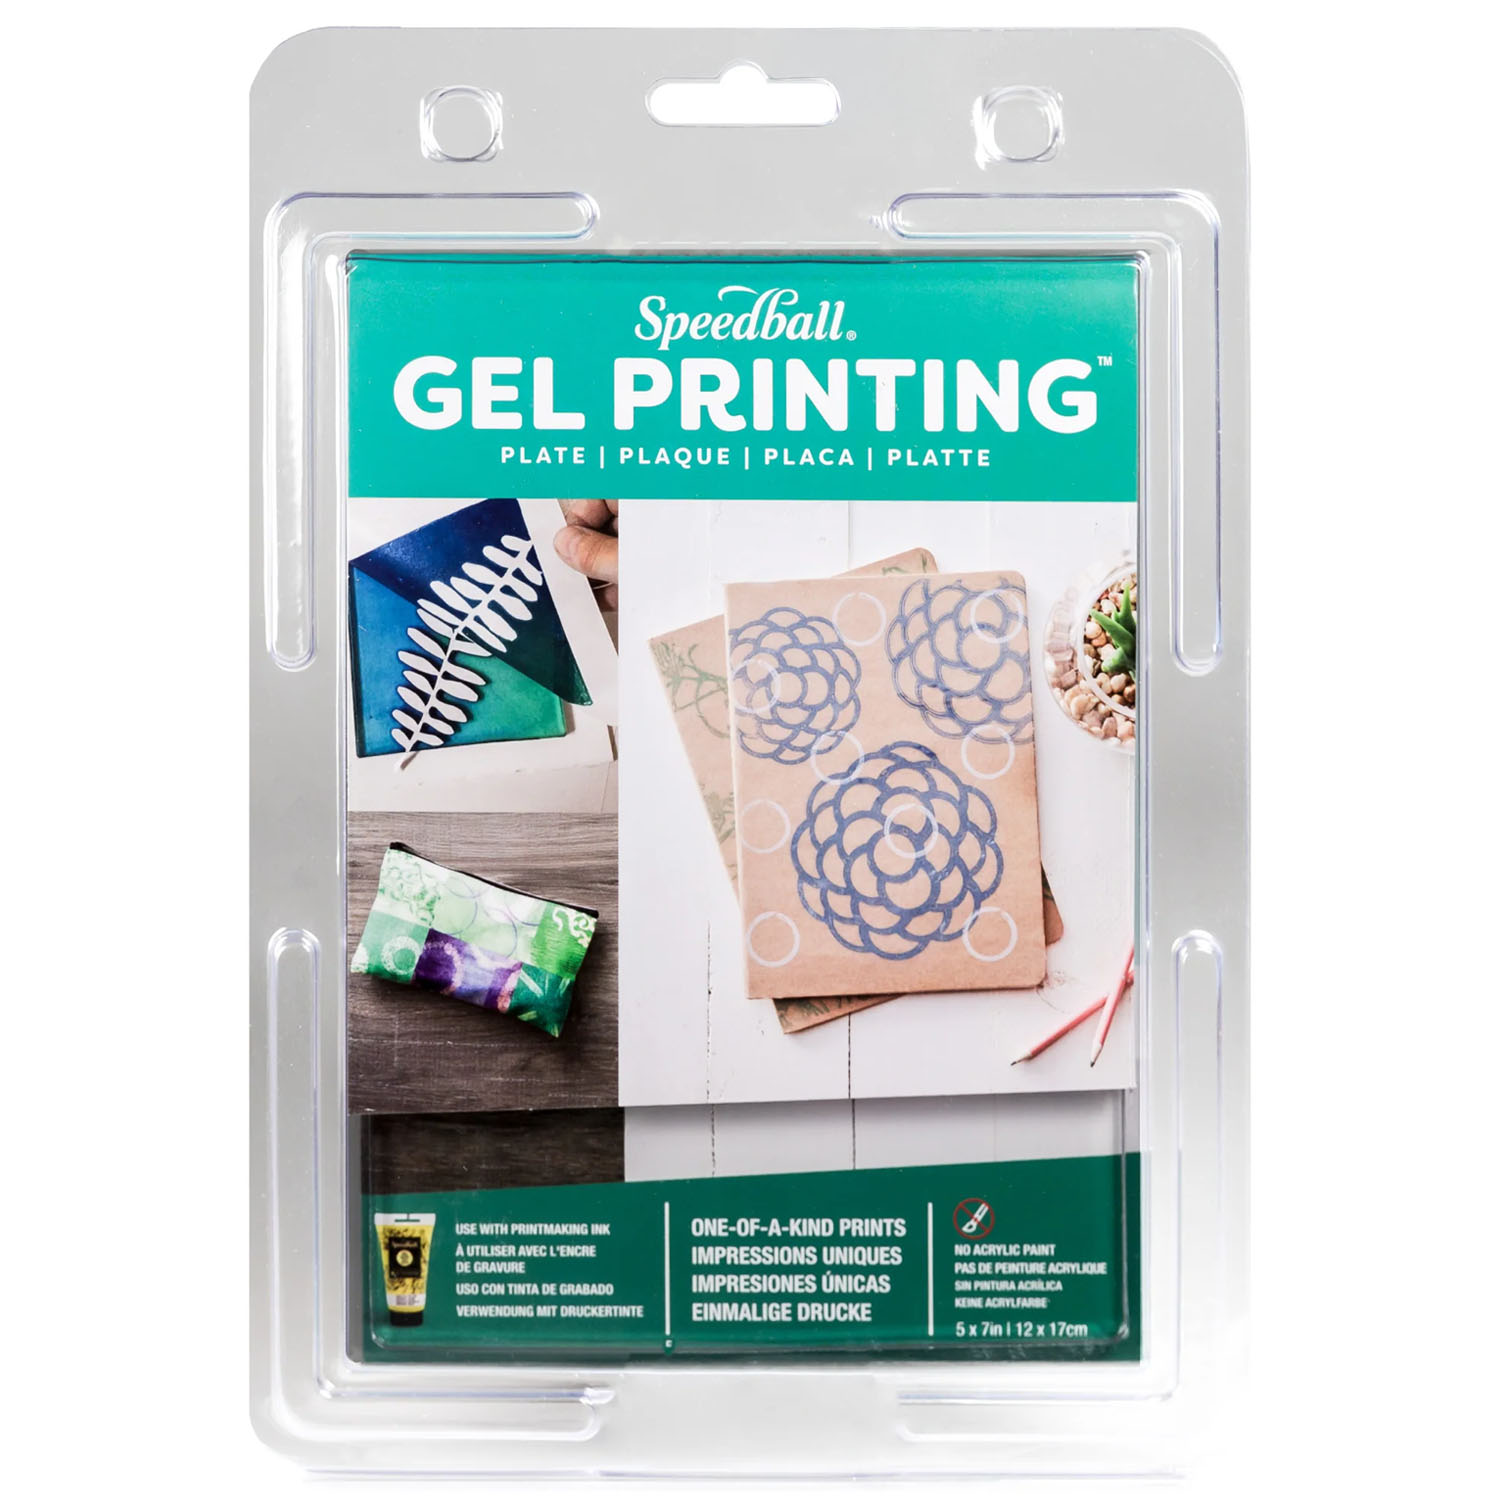 Speedball®
GEL PRINTING™
PLATE | PLAQUE | PLACA | PLATTE
Speedball
USE WITH PRINTMAKING INK
À UTILISER AVEC L'ENCRE
DE GRAVURE
USO CON TINTA DE GRABADO
VERWENDUNG MIT DRUCKERTINTE
ONE-OF-A-KIND PRINTS
IMPRESSIONS UNIQUES
IMPRESIONES ÚNICAS
EINMALIGE DRUCKE
NO ACRYLIC PAINT
PAS DE PEINTURE ACRYLIQUE
SIN PINTURA ACRÍLICA
KEINE ACRYLFARBE
5 x 7in | 12 x 17cm